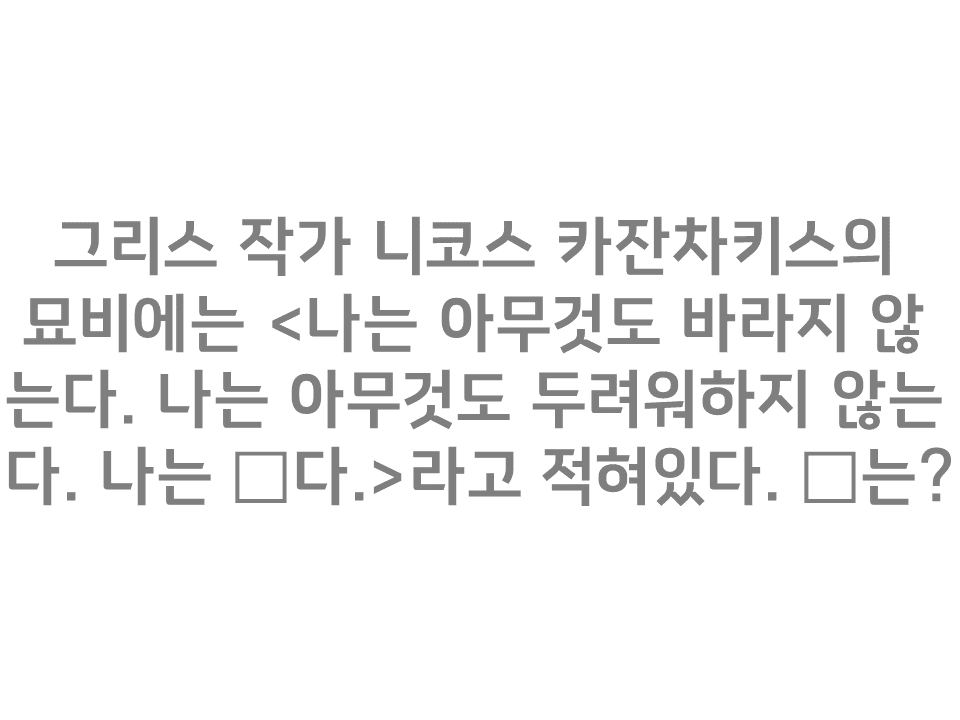 그리스 작가 니코스 카잔차키스의
묘비에는 <나는 아무것도 바라지 않
는다. 나는 아무것도 두려워하지 않는
다. 나는 □다.>라고 적혀있다. □는?